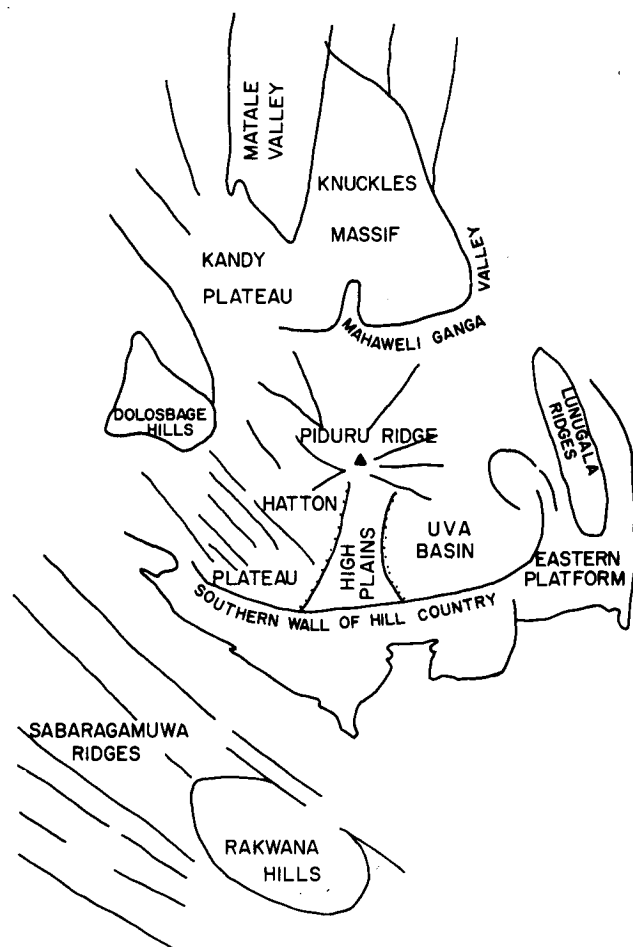 MATALE
VALLEY
KNUCKLES
MASSIF
KANDY
PLATEAU
MAHAWELI GANGA VALLEY
DOLOSBAGE
HILLS
LUNUGALA
RIDGES
PIDURU RIDGE
HATTON
PLATEAU
HIGH
PLAINS
UVA
BASIN
EASTERN
PLATFORM
SOUTHERN WALL OF HILL COUNTRY
SABARAGAMUWA
RIDGES
RAKWANA
HILLS